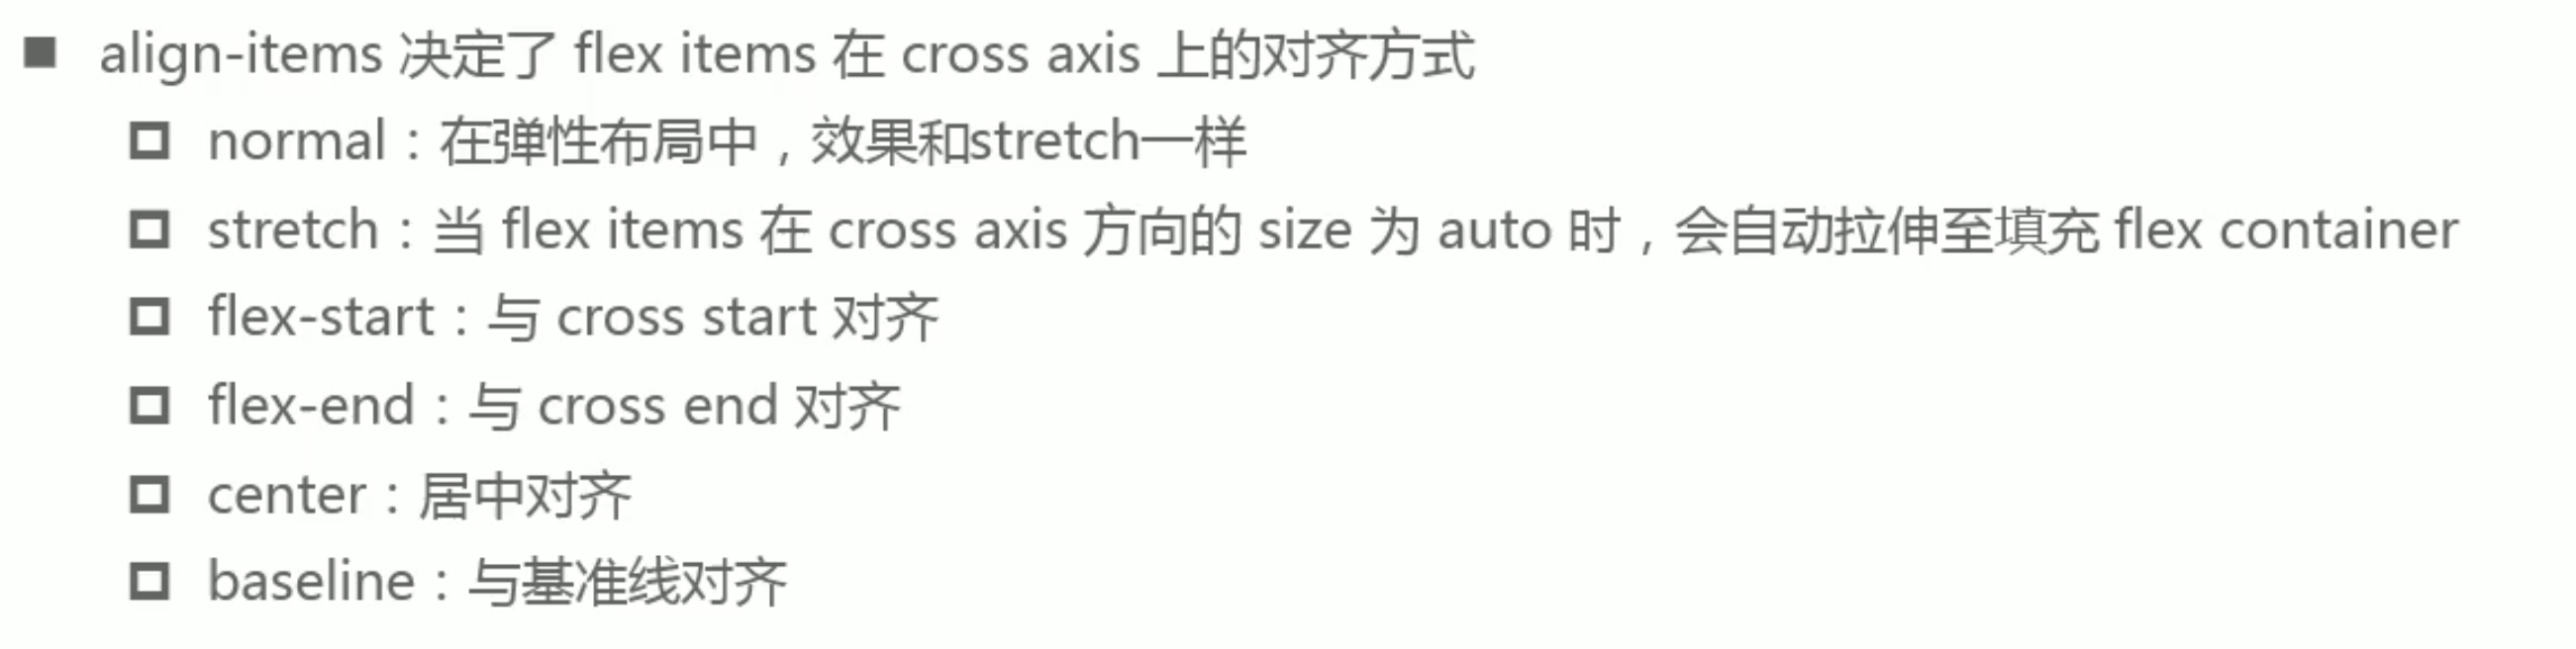 ■ align-items 决定了 flex items 在 cross axis 上的对齐方式
□ normal：在弹性布局中，效果和stretch一样
□ stretch：当 flex items 在 cross axis 方向的 size 为 auto 时，会自动拉伸至填充 flex container
□ flex-start：与 cross start 对齐
□ flex-end：与 cross end 对齐
□ center：居中对齐
□ baseline：与基准线对齐